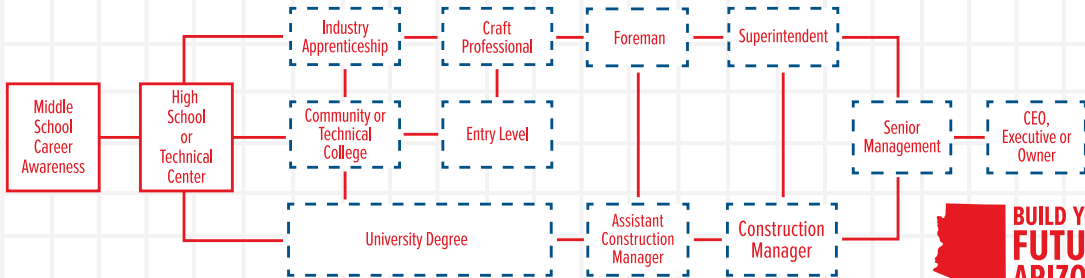 Middle
School
Career
Awareness
High
School
or
Technical
Center
Industry
Apprenticeship
Craft
Professional
Foreman
Superintendent
Community or
Technical
College
Entry Level
University Degree
Assistant
Construction
Manager
Construction
Manager
Senior
Management
CEO,
Executive or
Owner
BUILD